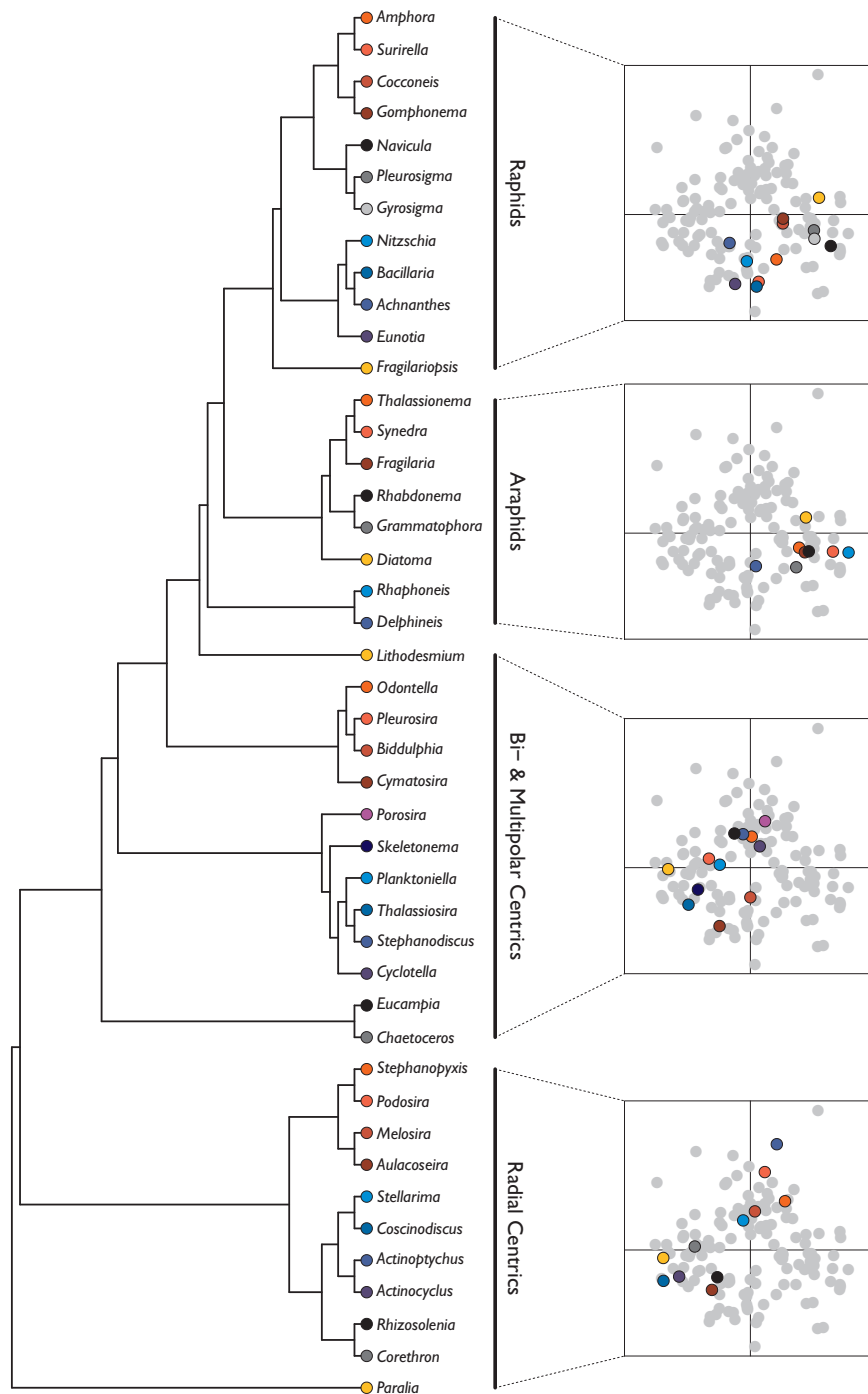 Amphora
Surirella
Cocconeis
Gomphonema
Navicula
Pleurosigma
Gyrosigma
Nitzschia
Bacillaria
Achnanthes
Eunotia
Fragilariopsis
Raphids
Thalassionema
Synedra
Fragilaria
Rhabdonema
Grammatophora
Diatoma
Rhaphoneis
Delphineis
Araphids
Lithodesmium
Odontella
Pleurosira
Biddulphia
Cymatosira
Porosira
Skeletonema
Planktoniella
Thalassiosira
Stephanodiscus
Cyclotella
Eucampia
Chaetoceros
Bi– & Multipolar Centrics
Stephanopyxis
Podosira
Melosira
Aulacoseira
Stellarima
Coscinodiscus
Actinoptychus
Actinocyclus
Rhizosolenia
Corethron
Paralia
Radial Centrics